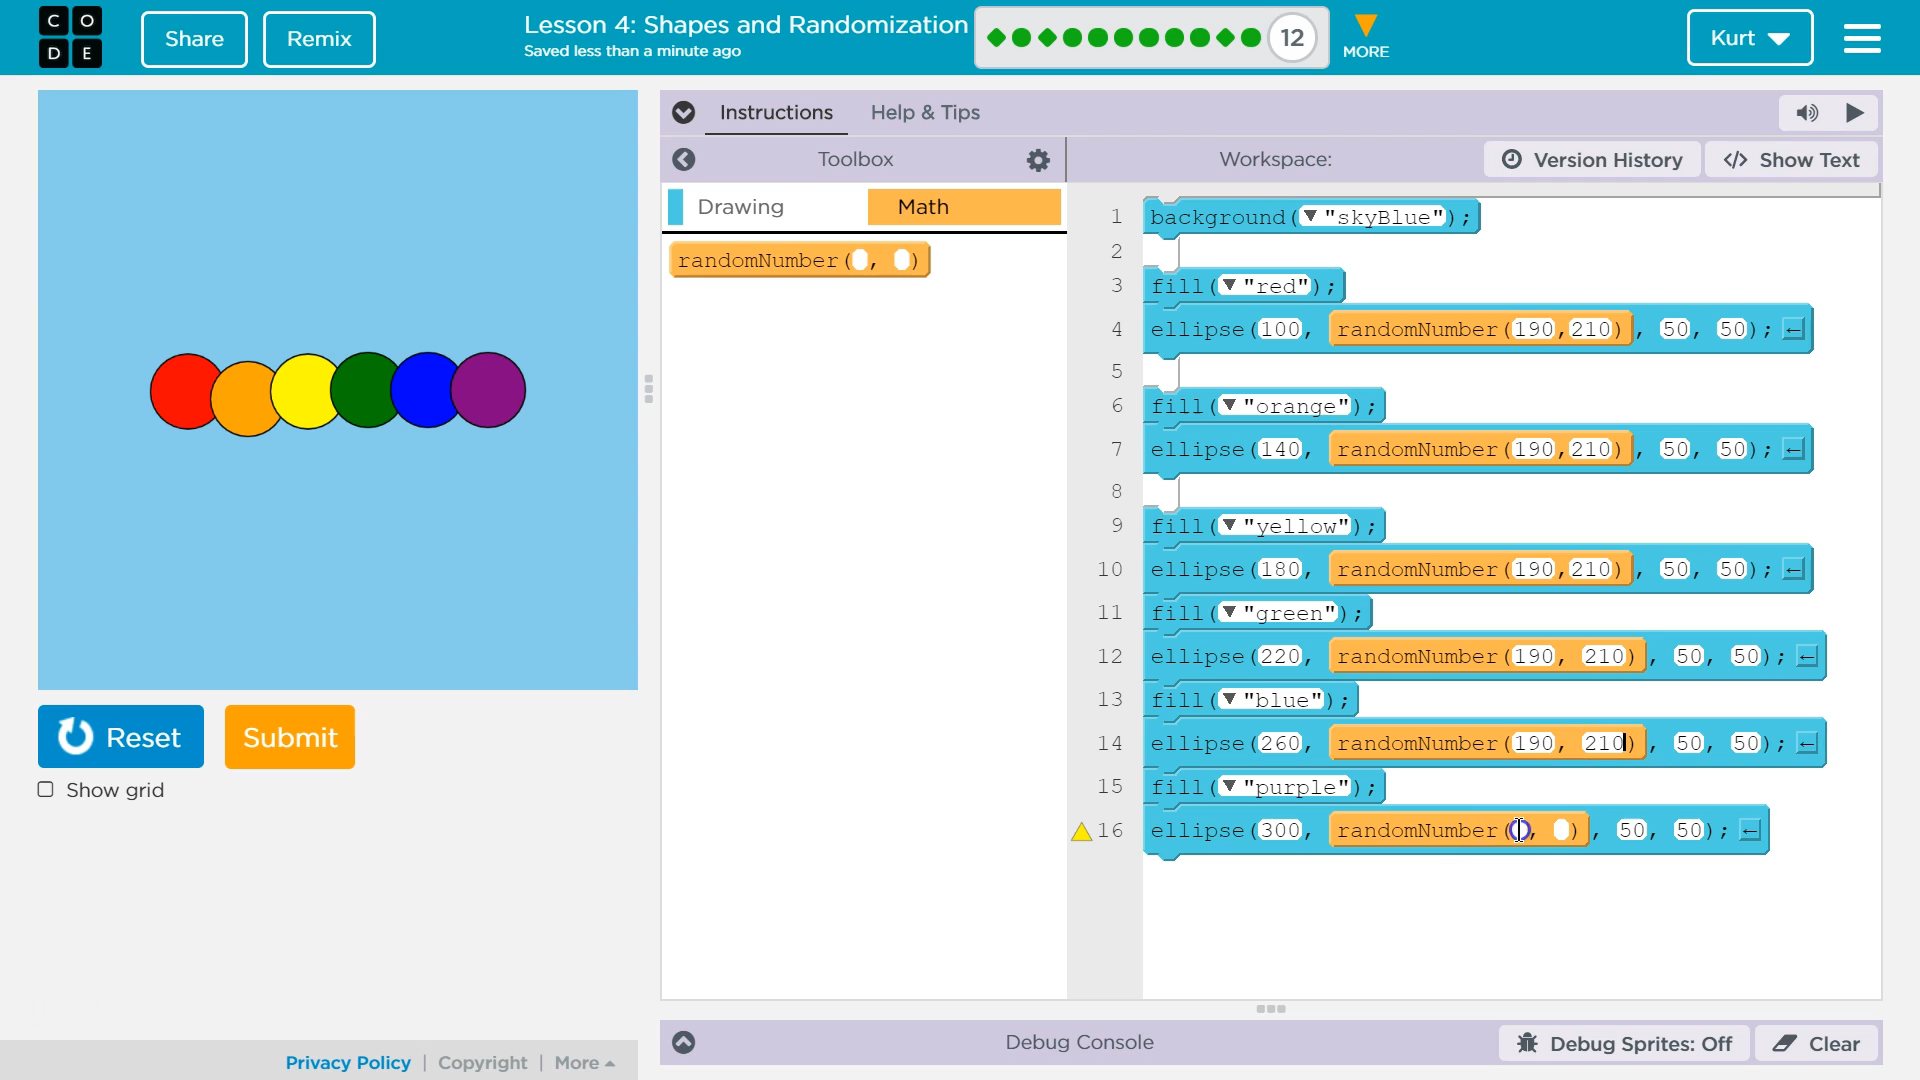 CODE
Share
Remix
Lesson 4: Shapes and Randomization
Saved less than a minute ago
12
MORE
Kurt
Instructions
Help & Tips
Toolbox
Workspace:
Version History
</> Show Text
Drawing
Math
randomNumber( , )
1 background(▼"skyBlue");
2
3 fill(▼"red");
4 ellipse(100, randomNumber(190,210), 50, 50); ←
5
6 fill(▼"orange");
7 ellipse(140, randomNumber(190,210), 50, 50); ←
8
9 fill(▼"yellow");
10 ellipse(180, randomNumber(190,210), 50, 50); ←
11 fill(▼"green");
12 ellipse(220, randomNumber(190, 210), 50, 50); ←
13 fill(▼"blue");
14 ellipse(260, randomNumber(190, 210), 50, 50); ←
15 fill(▼"purple");
16 ellipse(300, randomNumber( , ), 50, 50); ←
Reset
Submit
Show grid
Debug Console
Debug Sprites: Off
Clear
Privacy Policy | Copyright | More